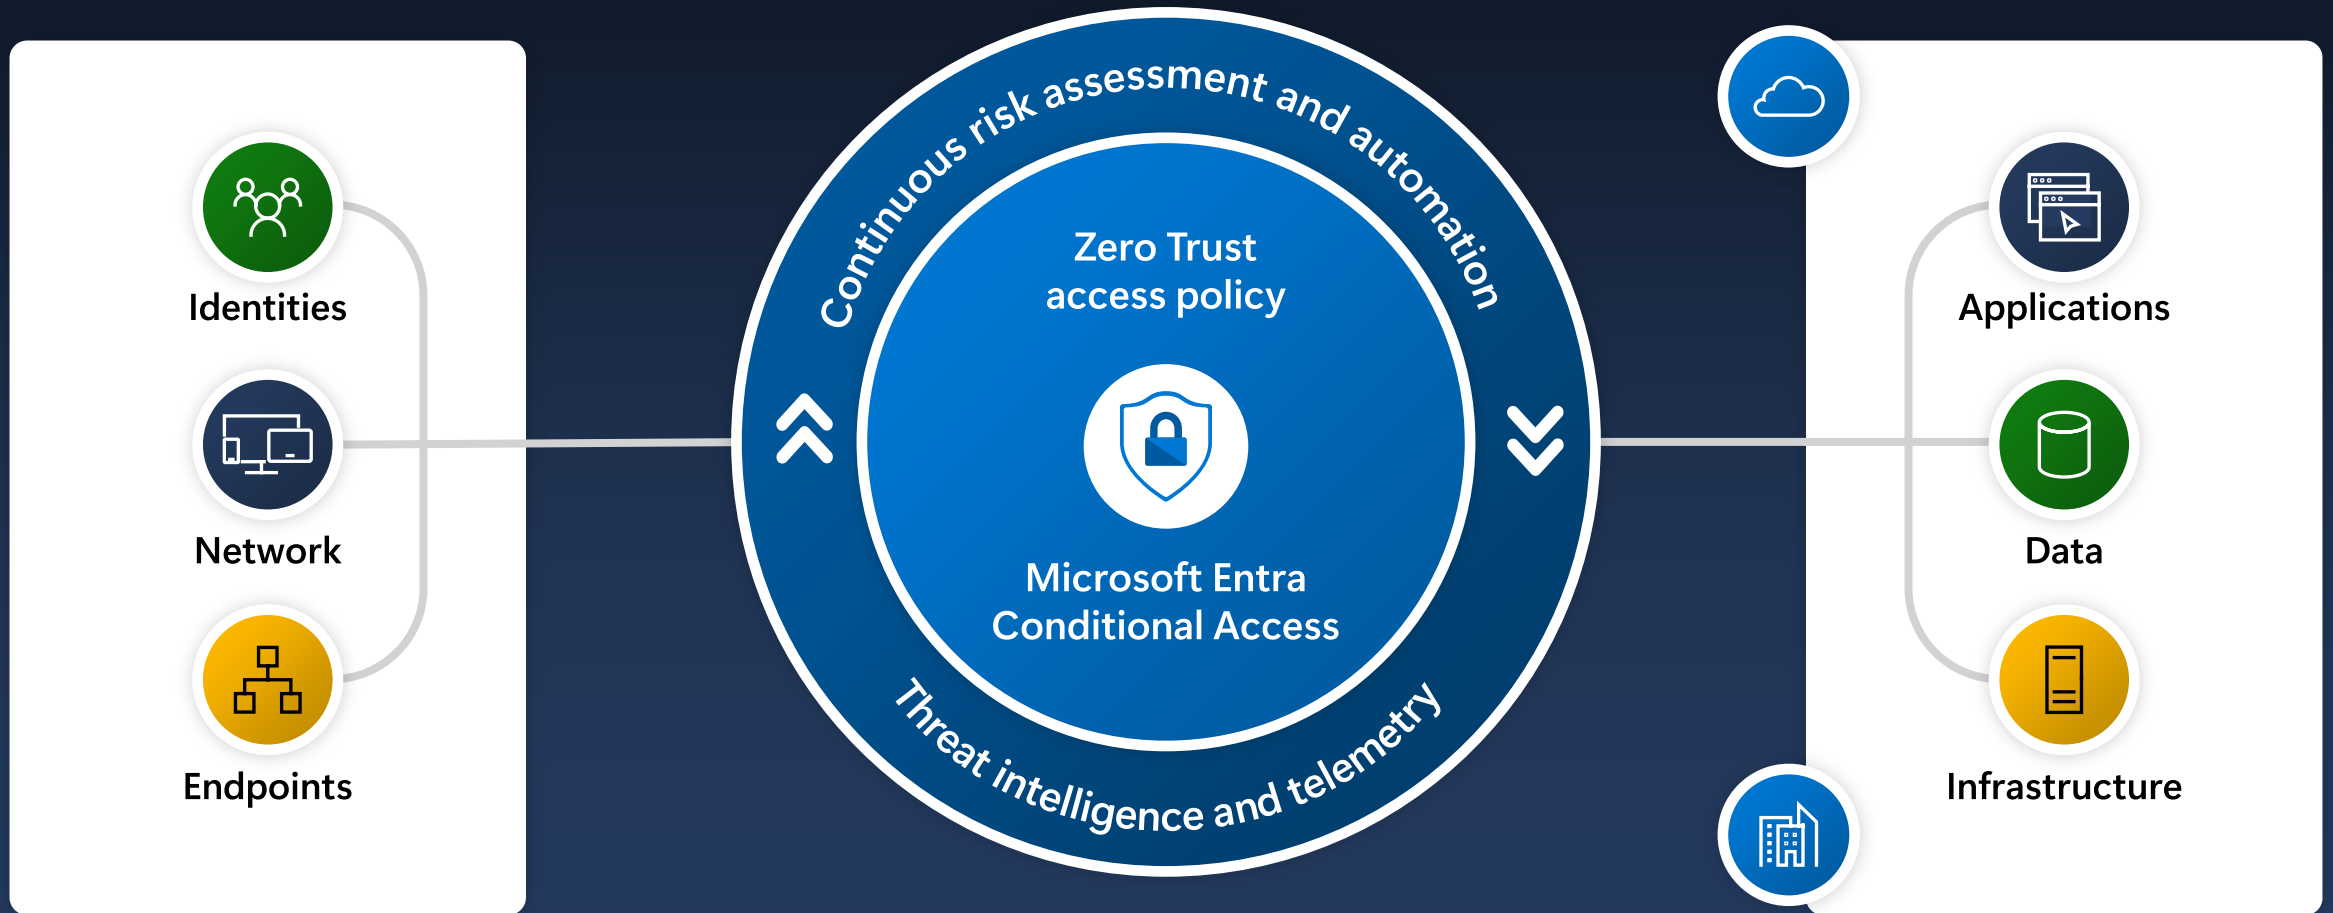 Identities
Network
Endpoints
Continuous risk assessment and automation
Zero Trust
access policy
Microsoft Entra
Conditional Access
Threat intelligence and telemetry
Applications
Data
Infrastructure